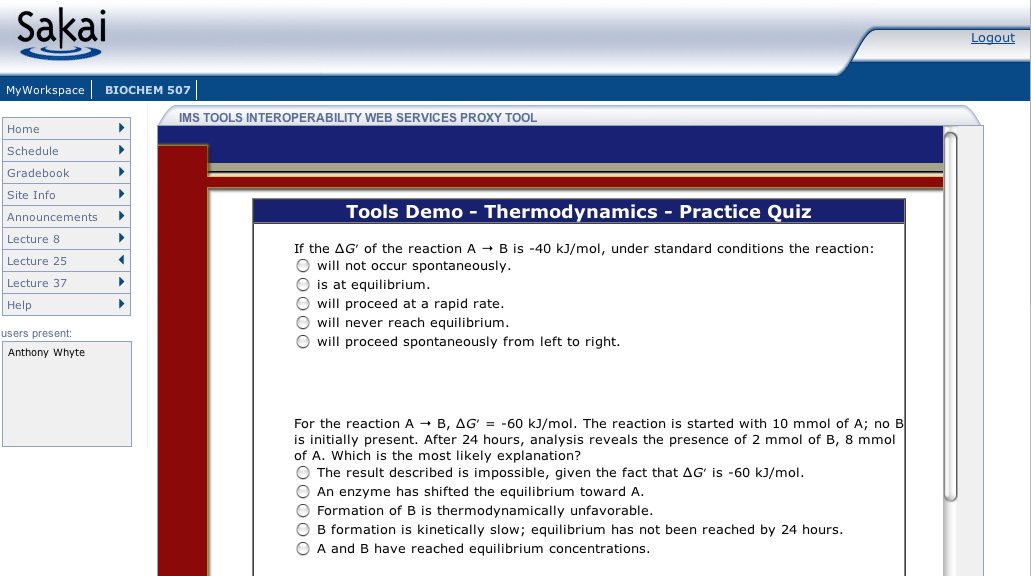 Sakai
Logout
MyWorkspace
BIOCHEM 507
Home
Schedule
Gradebook
Site Info
Announcements
Lecture 8
Lecture 25
Lecture 37
Help
users present:
Anthony Whyte
IMS TOOLS INTEROPERABILITY WEB SERVICES PROXY TOOL
Tools Demo - Thermodynamics - Practice Quiz
If the ΔG′ of the reaction A → B is -40 kJ/mol, under standard conditions the reaction:
will not occur spontaneously.
is at equilibrium.
will proceed at a rapid rate.
will never reach equilibrium.
will proceed spontaneously from left to right.
For the reaction A → B, ΔG′ = -60 kJ/mol. The reaction is started with 10 mmol of A; no B
is initially present. After 24 hours, analysis reveals the presence of 2 mmol of B, 8 mmol
of A. Which is the most likely explanation?
The result described is impossible, given the fact that ΔG′ is -60 kJ/mol.
An enzyme has shifted the equilibrium toward A.
Formation of B is thermodynamically unfavorable.
B formation is kinetically slow; equilibrium has not been reached by 24 hours.
A and B have reached equilibrium concentrations.